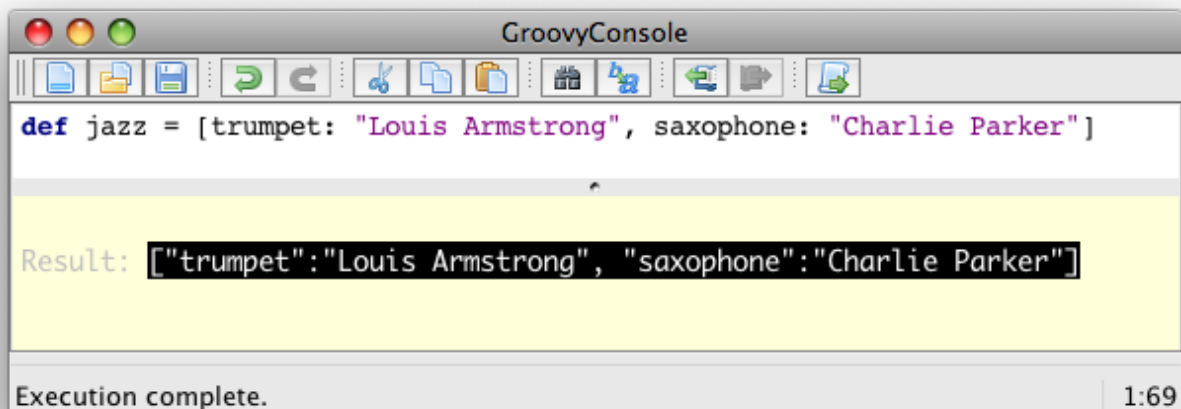 GroovyConsole
def jazz = [trumpet: "Louis Armstrong", saxophone: "Charlie Parker"]
Result: ["trumpet":"Louis Armstrong", "saxophone":"Charlie Parker"]
Execution complete.
1:69